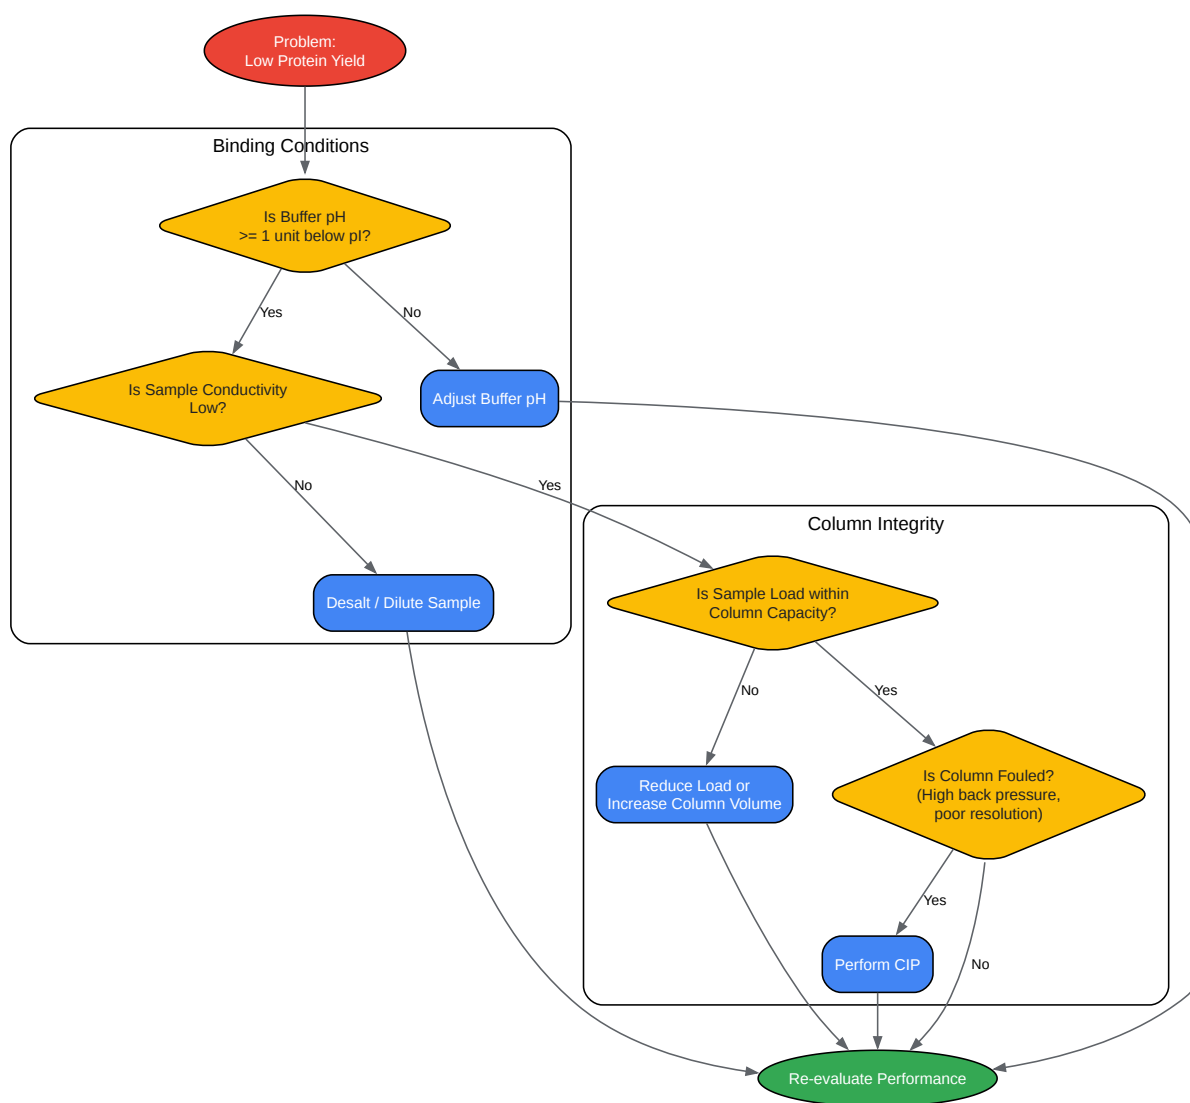 Problem:
Low Protein Yield
Binding Conditions
Is Buffer pH
>= 1 unit below pI?
Yes
No
Is Sample Conductivity
Low?
Adjust Buffer pH
No
Yes
Desalt / Dilute Sample
Column Integrity
Is Sample Load within
Column Capacity?
No
Yes
Reduce Load or
Increase Column Volume
Is Column Fouled?
(High back pressure,
poor resolution)
Yes
No
Perform CIP
Re-evaluate Performance